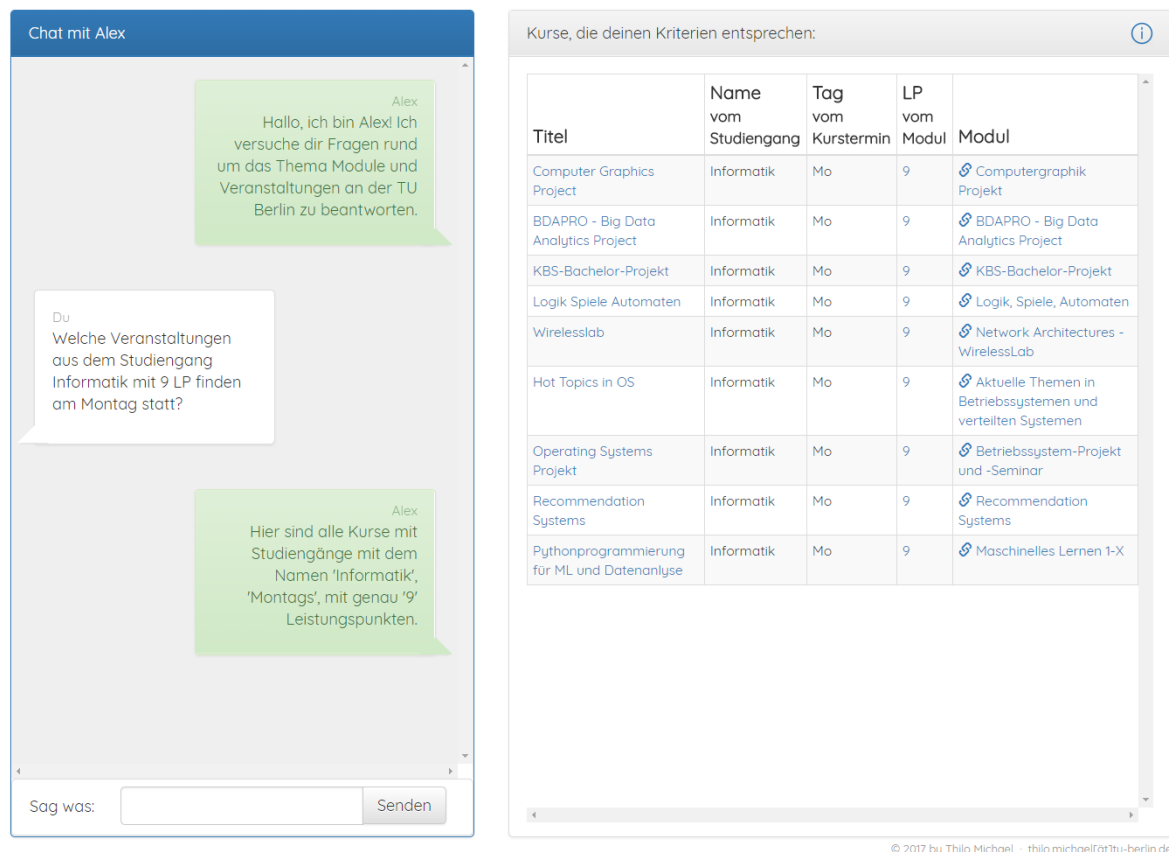 Chat mit Alex
Alex
Hallo, ich bin Alex! Ich
versuche dir Fragen rund
um das Thema Module und
Veranstaltungen an der TU
Berlin zu beantworten.
Du
Welche Veranstaltungen
aus dem Studiengang
Informatik mit 9 LP finden
am Montag statt?
Alex
Hier sind alle Kurse mit
Studiengänge mit dem
Namen 'Informatik',
'Montags', mit genau '9'
Leistungspunkten.
Sag was:
Senden
Kurse, die deinen Kriterien entsprechen:
Titel
Name
vom
Studiengang
Tag
vom
Kurstermin
LP
vom
Modul
Modul
Computer Graphics
Project
Informatik
Mo
9
Computergraphik
Projekt
BDAPRO - Big Data
Analytics Project
Informatik
Mo
9
BDAPRO - Big Data
Analytics Project
KBS-Bachelor-Projekt
Informatik
Mo
9
KBS-Bachelor-Projekt
Logik Spiele Automaten
Informatik
Mo
9
Logik, Spiele, Automaten
Wirelesslab
Informatik
Mo
9
Network Architectures -
WirelessLab
Hot Topics in OS
Informatik
Mo
9
Aktuelle Themen in
Betriebssystemen und
verteilten Systemen
Operating Systems
Projekt
Informatik
Mo
9
Betriebssystem-Projekt
und -Seminar
Recommendation
Systems
Informatik
Mo
9
Recommendation
Systems
Pythonprogrammierung
für ML und Datenanlyse
Informatik
Mo
9
Maschinelles Lernen 1-X
© 2017 by Thilo Michael · thilo.michael[ät]tu-berlin.de